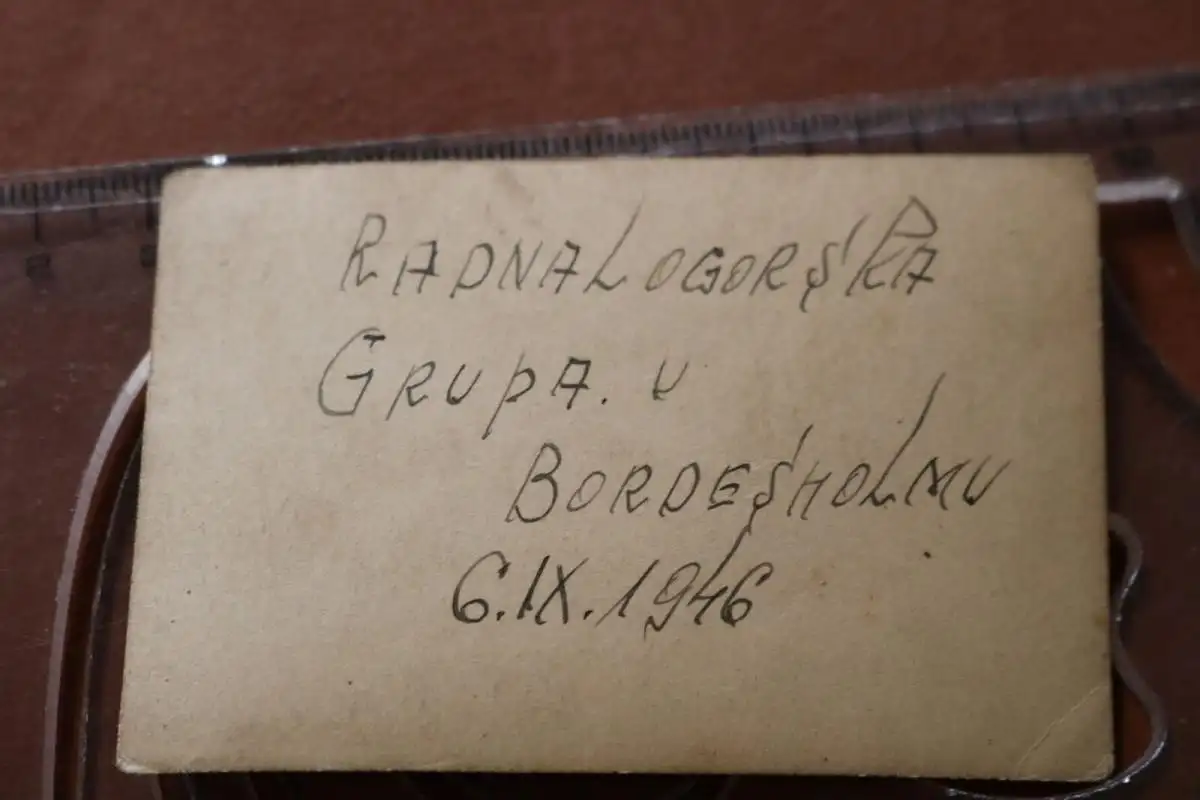 RADNA LOGORSKA
GRUPA. U
BORDESHOLMU
6.IX.1946